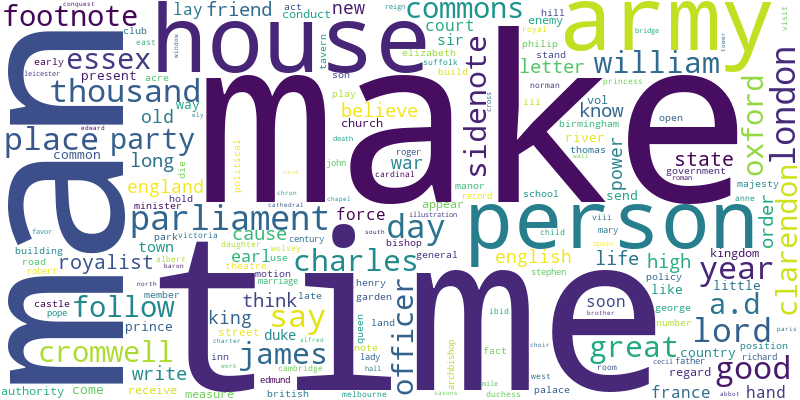 footnote
lay
friend
act
conduct
new
commons
enemy
hill
reign
conquest
bridge
visit
club
early
east
essex
house
tavern
court
sir
royal
tower
elizabeth
suffolk
philip
stand
army
window
leicester
present
acre
son
build
norman
princess
william
letter
thousand
way
believe
play
cross
iii
vol
know
open
oxford
london
edward
ely
old
church
sidenote
birmingham
river
thomas
wall
place
party
roger
war
death
john
cardinal
power
state
government
roman
man
make
common
long
die
political
nave
chron
cathedral
chapel
manor
record
school
send
majesty
anne
england
hold
minister
appear
illustration
viii
mary
child
order
clarendon
parliament
force
day
person
building
park
victoria
cause
daughter
century
wolsey
south
bishop
general
spain
town
road
robert
albert
baron
royalist
earl
use
theatre
charles
motion
marriage
late
henry
garden
english
stephen
life
high
kingdom
policy
year
north
follow
member
think
officer
soon
like
little
castle
pope
prince
say
king
street
duke
queen
land
ibid
brother
george
number
a.d
lord
paris
cromwell
charter
alfred
inn
james
note
lady
hall
fact
choir
great
country
position
richard
write
work
cambridge
time
archbishop
mile
saxons
room
cecil
father
regard
good
authority
come
receive
measure
edmund
british
melbourne
west
duchess
palace
france
abbot
hand